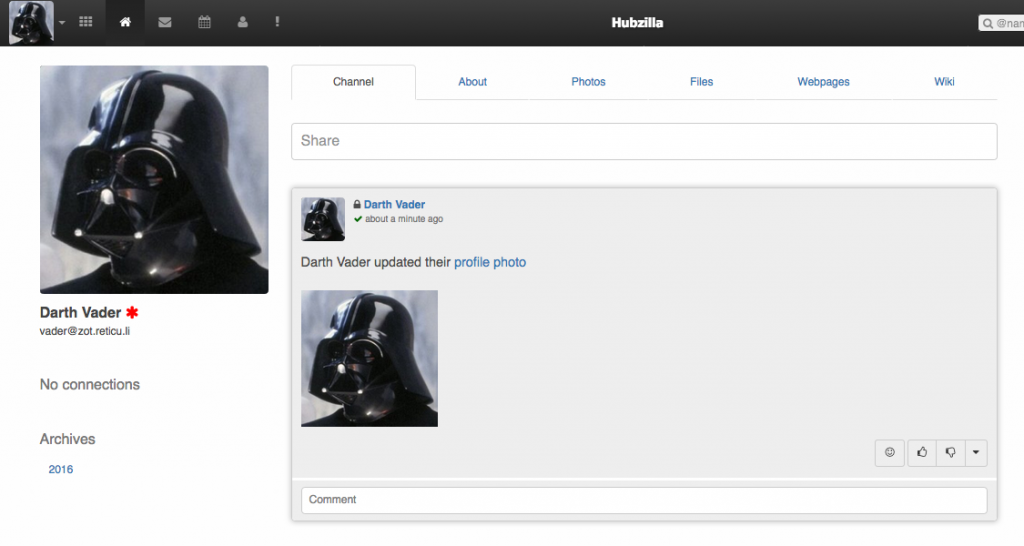 Hubzilla
@nan
Channel
About
Photos
Files
Webpages
Wiki
Share
Darth Vader
about a minute ago
Darth Vader updated their profile photo
Darth Vader
vader@zot.reticu.li
No connections
Archives
2016
Comment